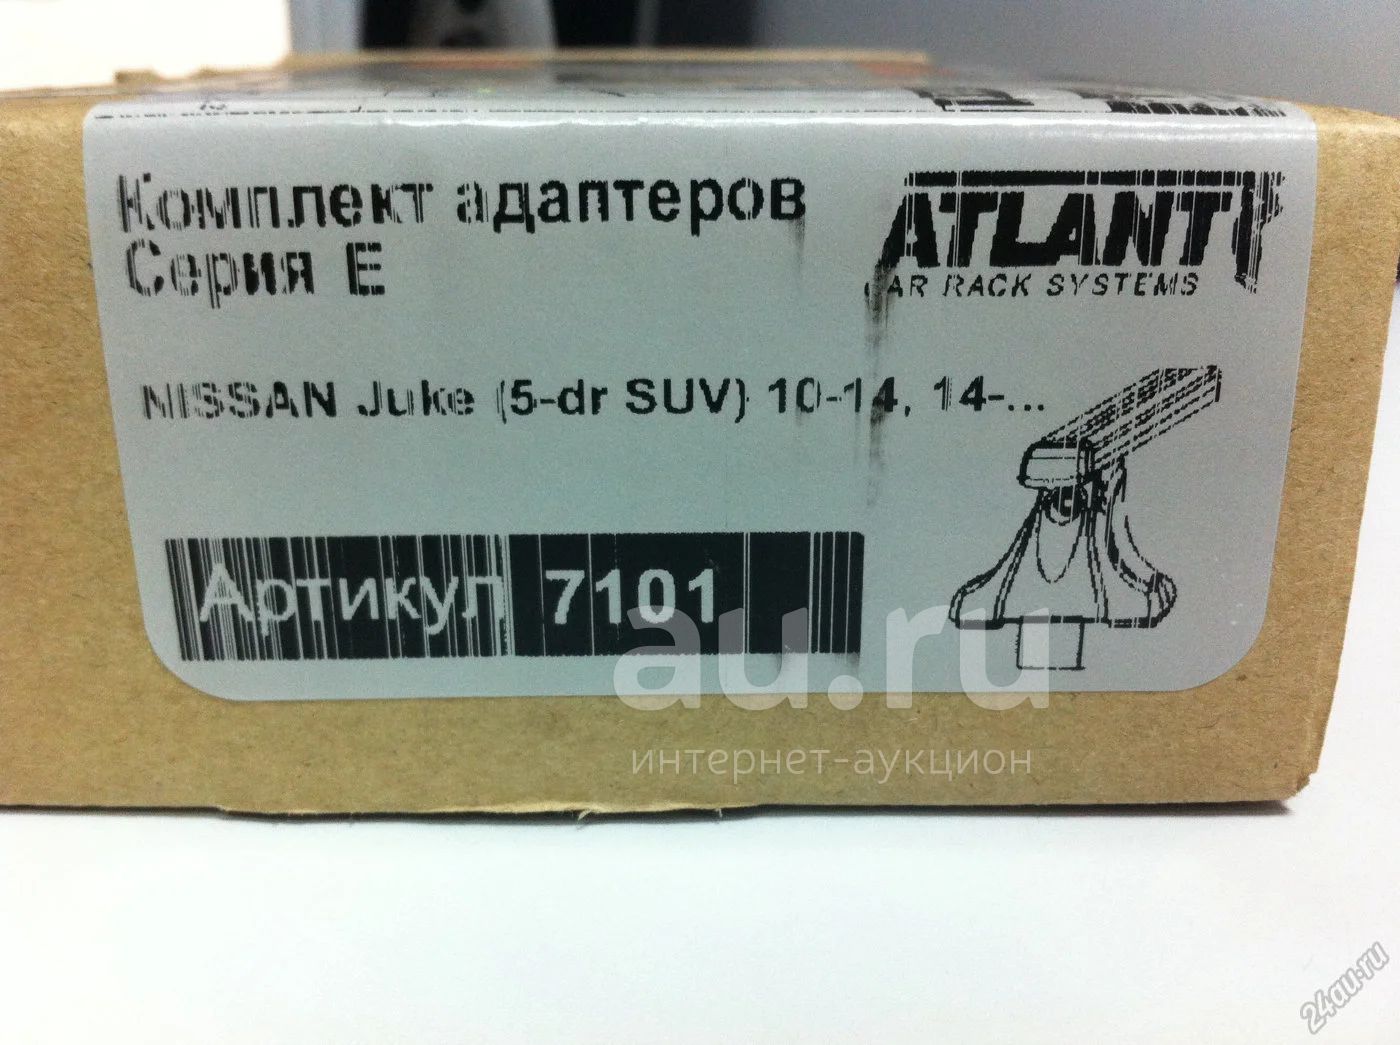 Комплект адаптеров
Серия E
ATLANT
CAR RACK SYSTEMS
NISSAN Juke (5-dr SUV) 10-14, 14-...
Артикул 7101
au.ru
интернет-аукцион
24au.ru